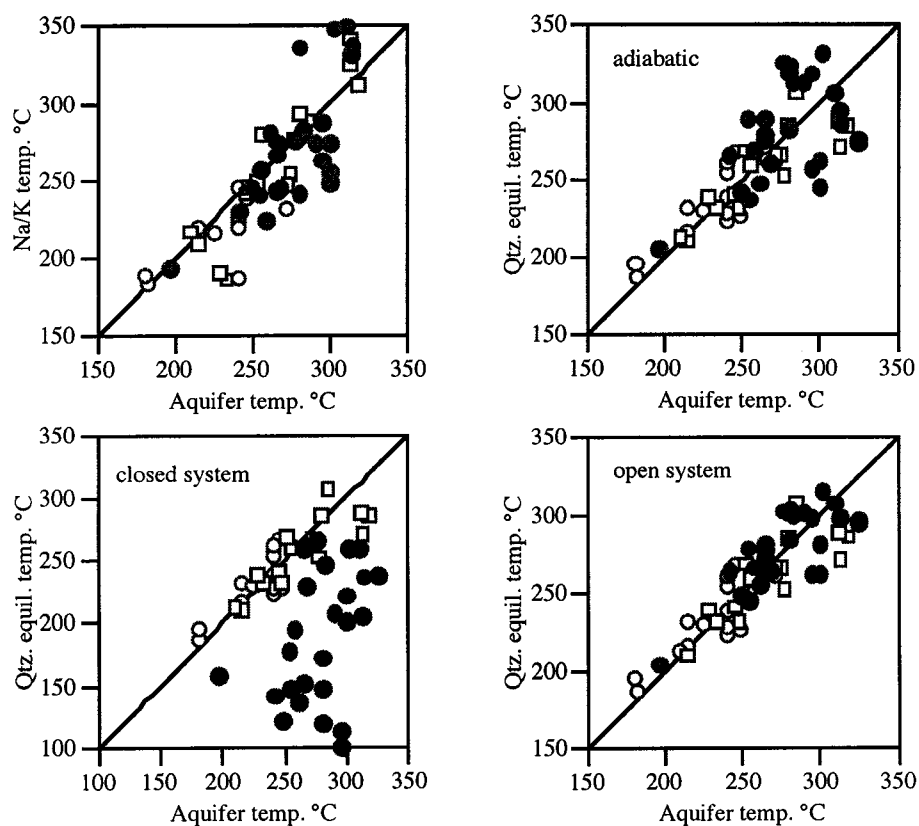 350
300
250
200
150
Na/K temp. °C
150 200 250 300 350
Aquifer temp. °C
adiabatic
350
300
250
200
150
Qtz. equil. temp. °C
150 200 250 300 350
Aquifer temp. °C
closed system
350
300
250
200
150
100
Qtz. equil. temp. °C
100 150 200 250 300 350
Aquifer temp. °C
open system
350
300
250
200
150
Qtz. equil. temp. °C
150 200 250 300 350
Aquifer temp. °C